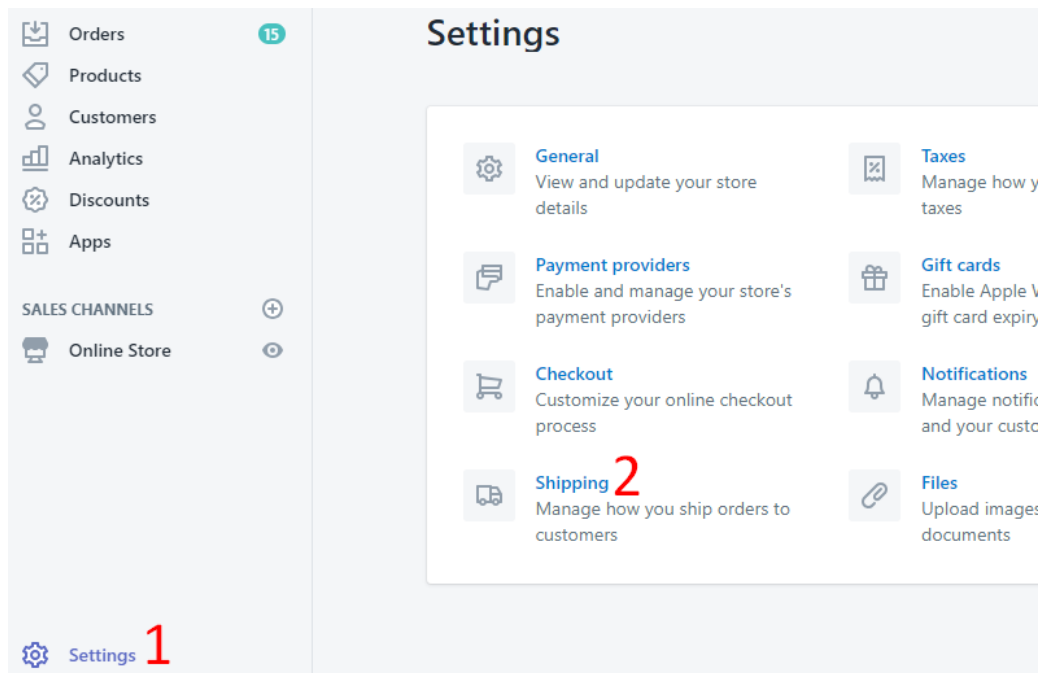 Orders 15
Products
Customers
Analytics
Discounts
Apps
SALES CHANNELS
Online Store
Settings 1
Settings
General
View and update your store
details
Payment providers
Enable and manage your store's
payment providers
Checkout
Customize your online checkout
process
Shipping 2
Manage how you ship orders to
customers
Taxes
Manage how
taxes
Gift cards
Enable Apple
gift card expiry
Notifications
Manage
and your
Files
Upload images
documents